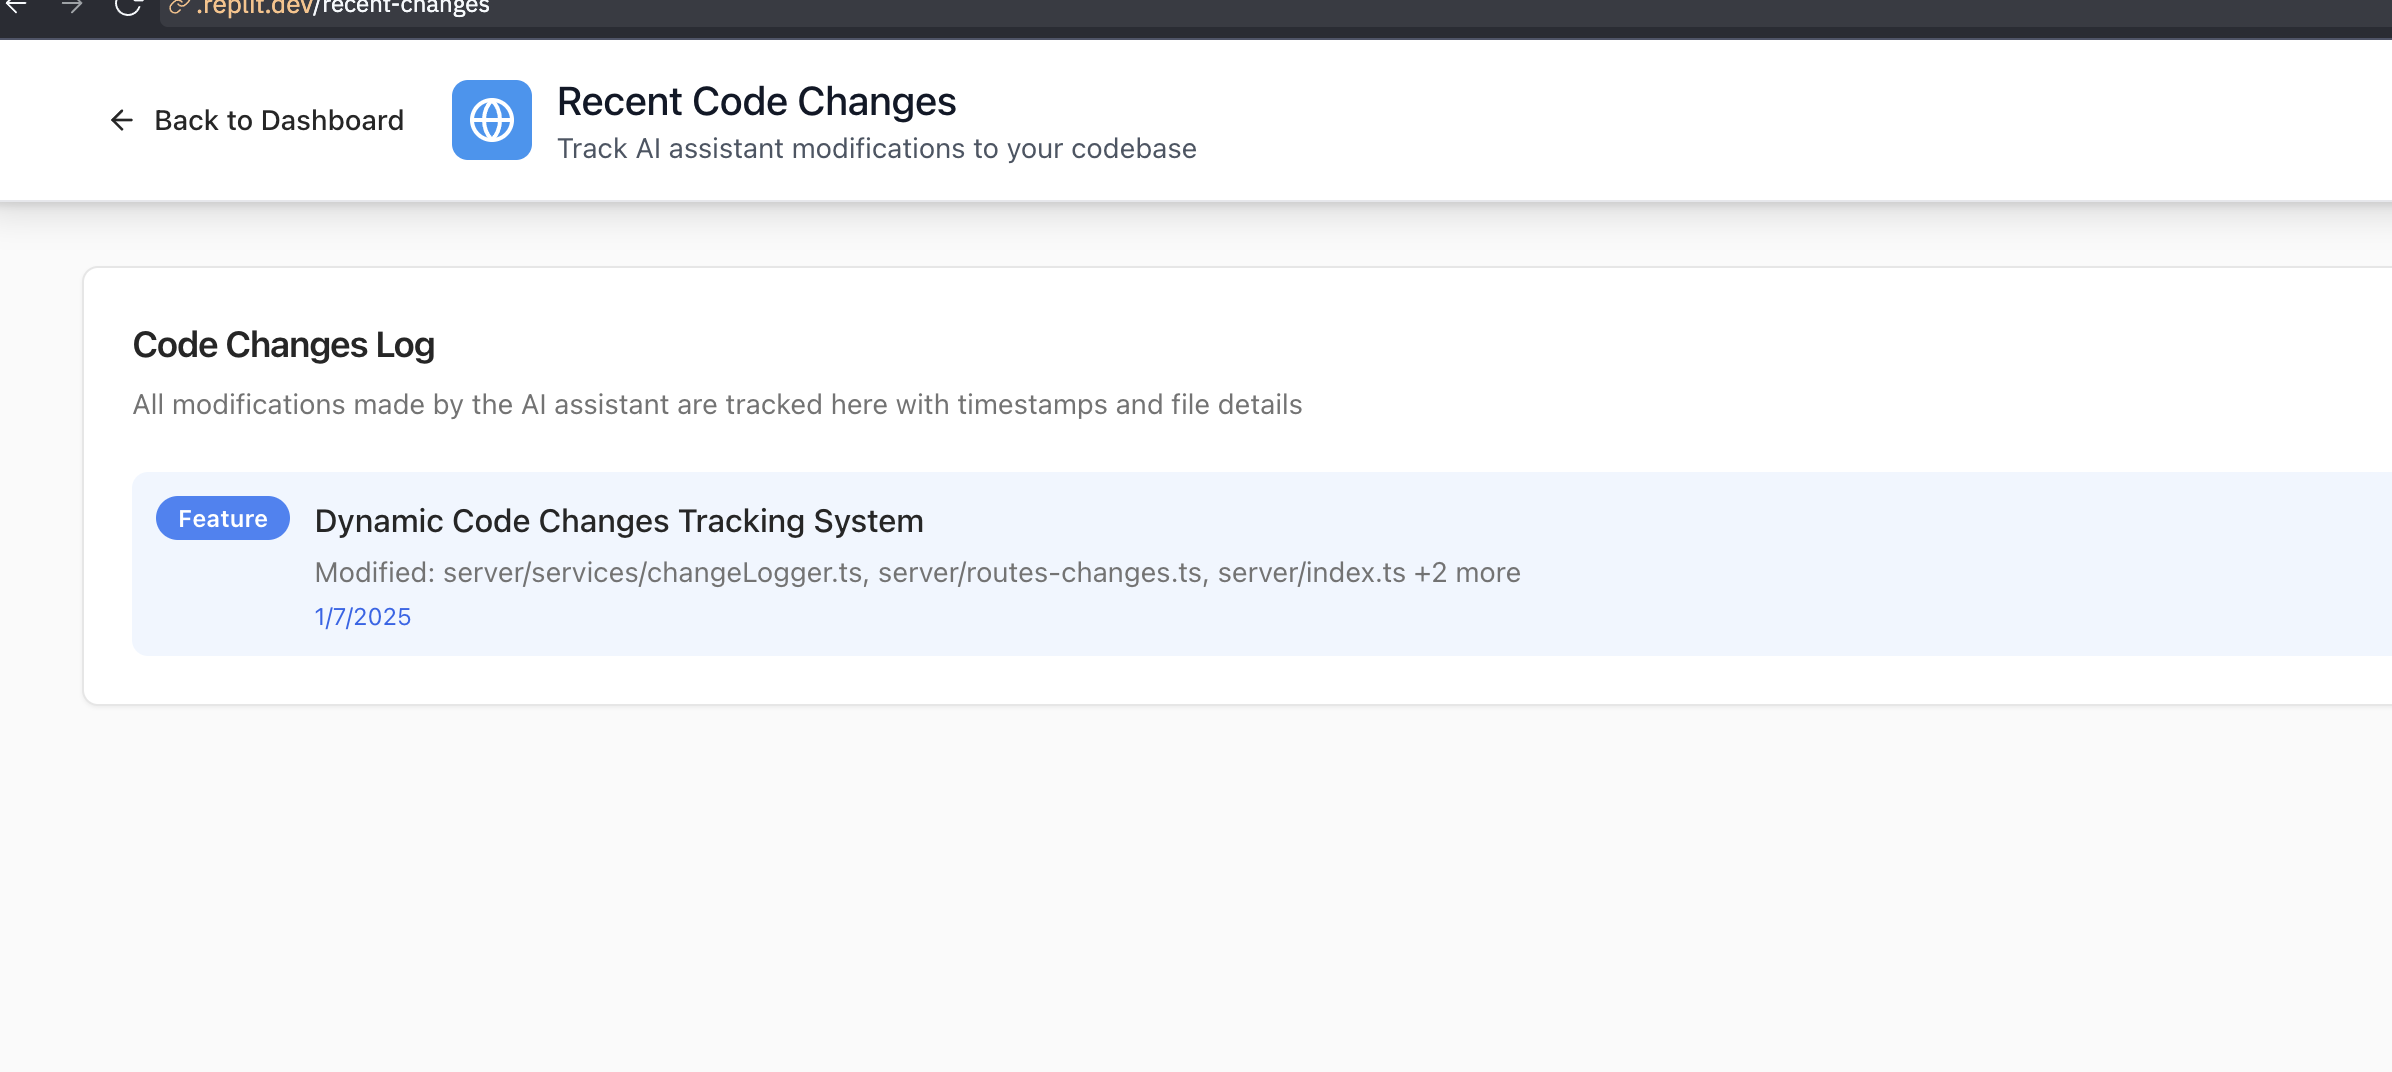 .replit.dev/recent-changes
Back to Dashboard
Recent Code Changes
Track AI assistant modifications to your codebase
Code Changes Log
All modifications made by the AI assistant are tracked here with timestamps and file details
Feature
Dynamic Code Changes Tracking System
Modified: server/services/changeLogger.ts, server/routes-changes.ts, server/index.ts +2 more
1/7/2025